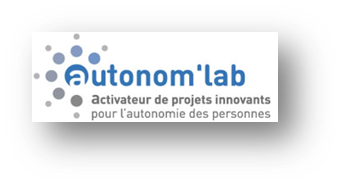 autonom'lab
activateur de projets innovants
pour l'autonomie des personnes